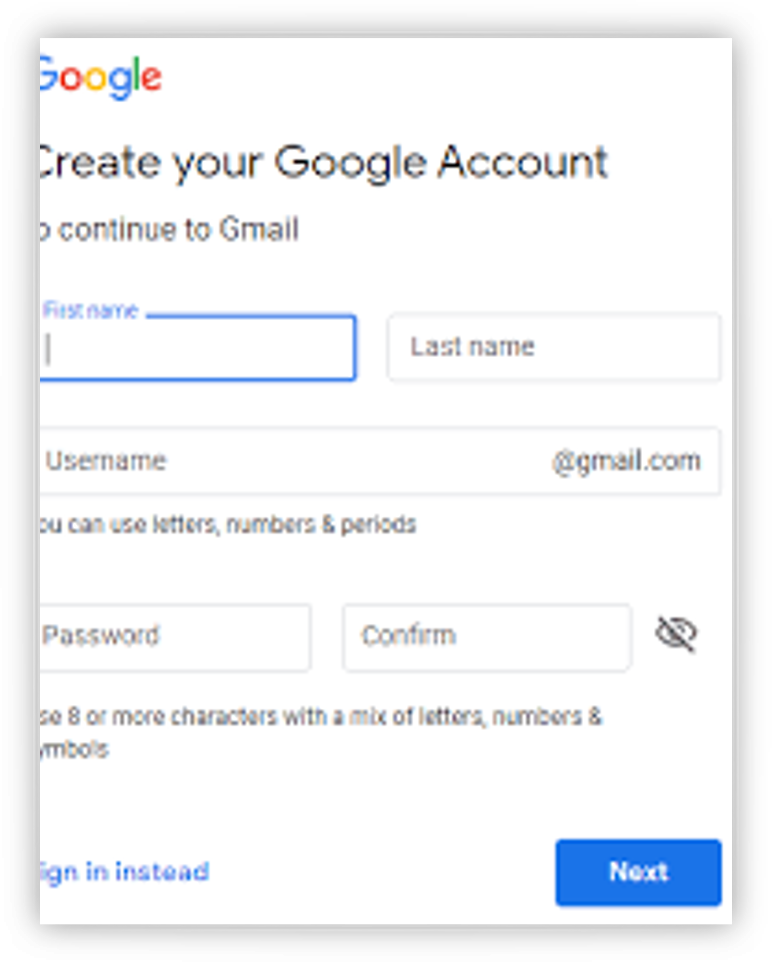 Google
Create your Google Account
o continue to Gmail
First name
Last name
Username @gmail.com
ou can use letters, numbers & periods
Password Confirm
se 8 or more characters with a mix of letters, numbers &
ymbols
ign in instead Next